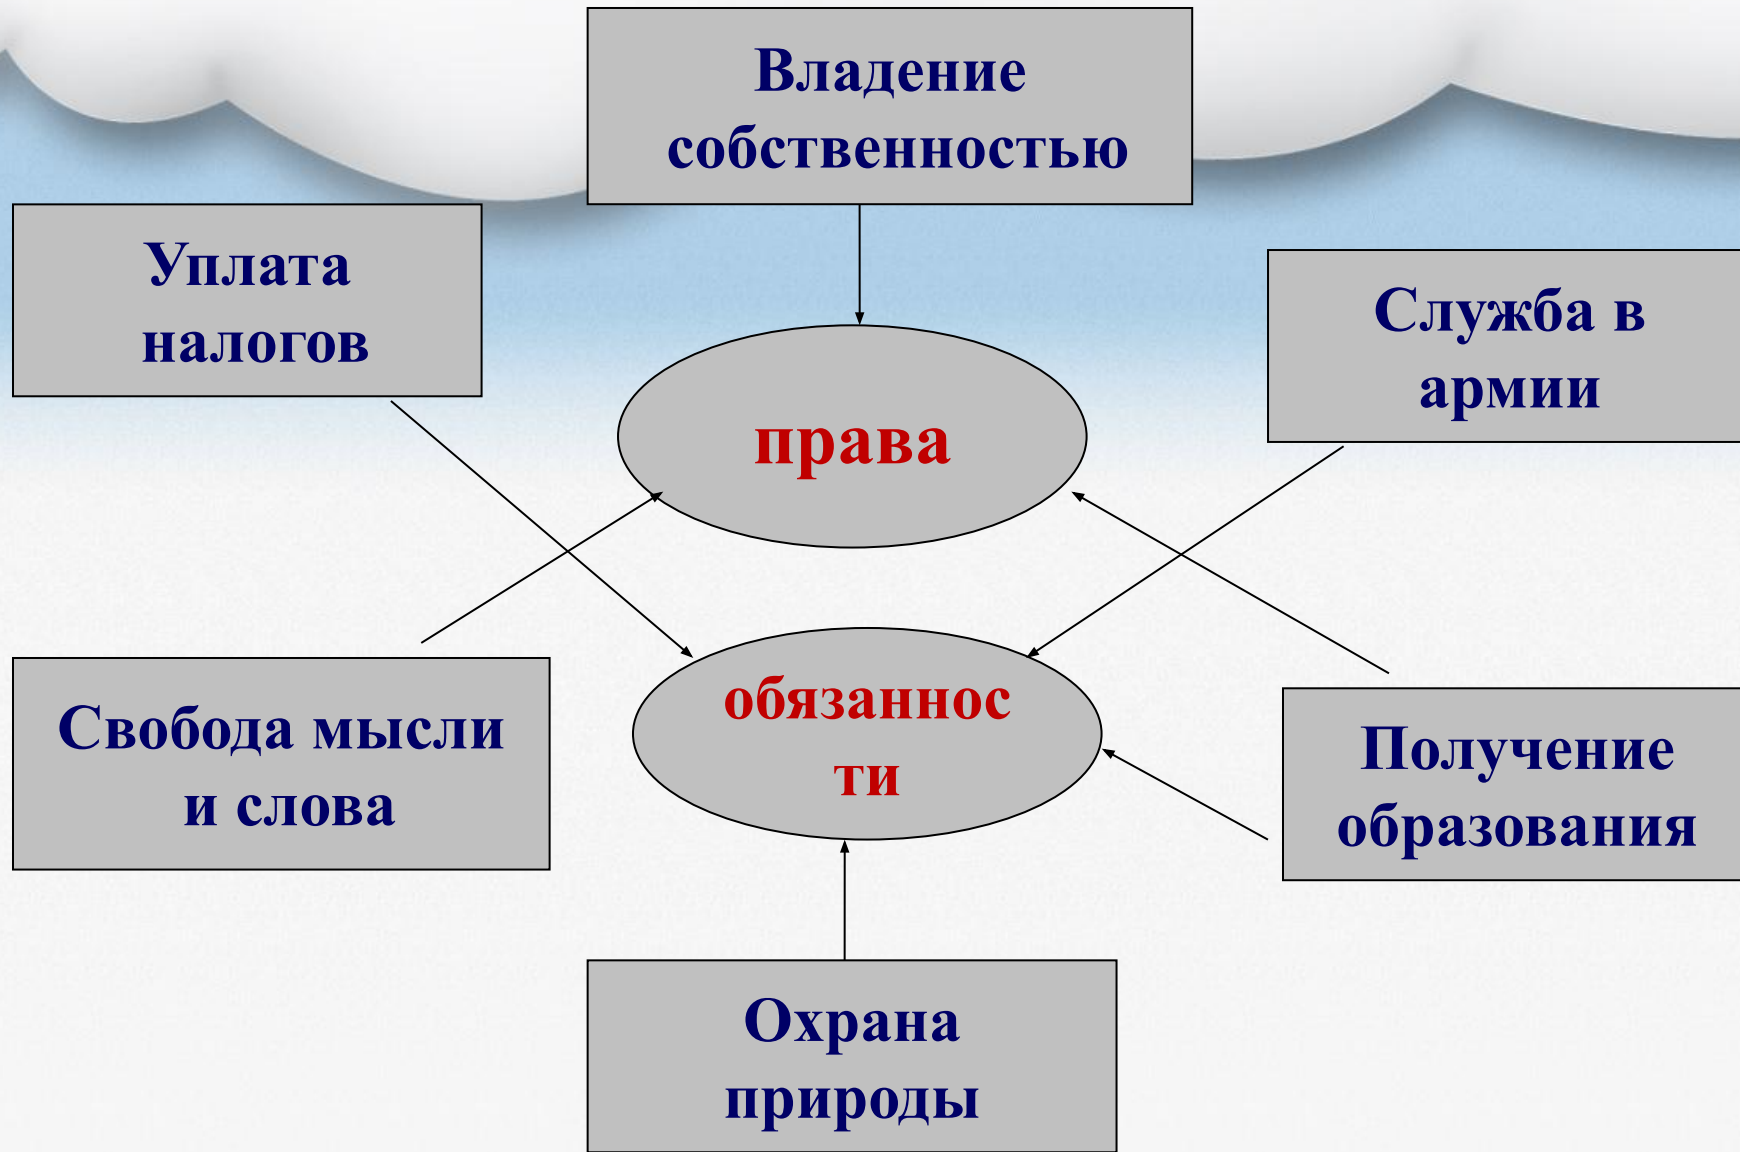 Владение
собственностью
Уплата
налогов
Служба в
армии
права
обязаннос
ти
Свобода мысли
и слова
Получение
образования
Охрана
природы